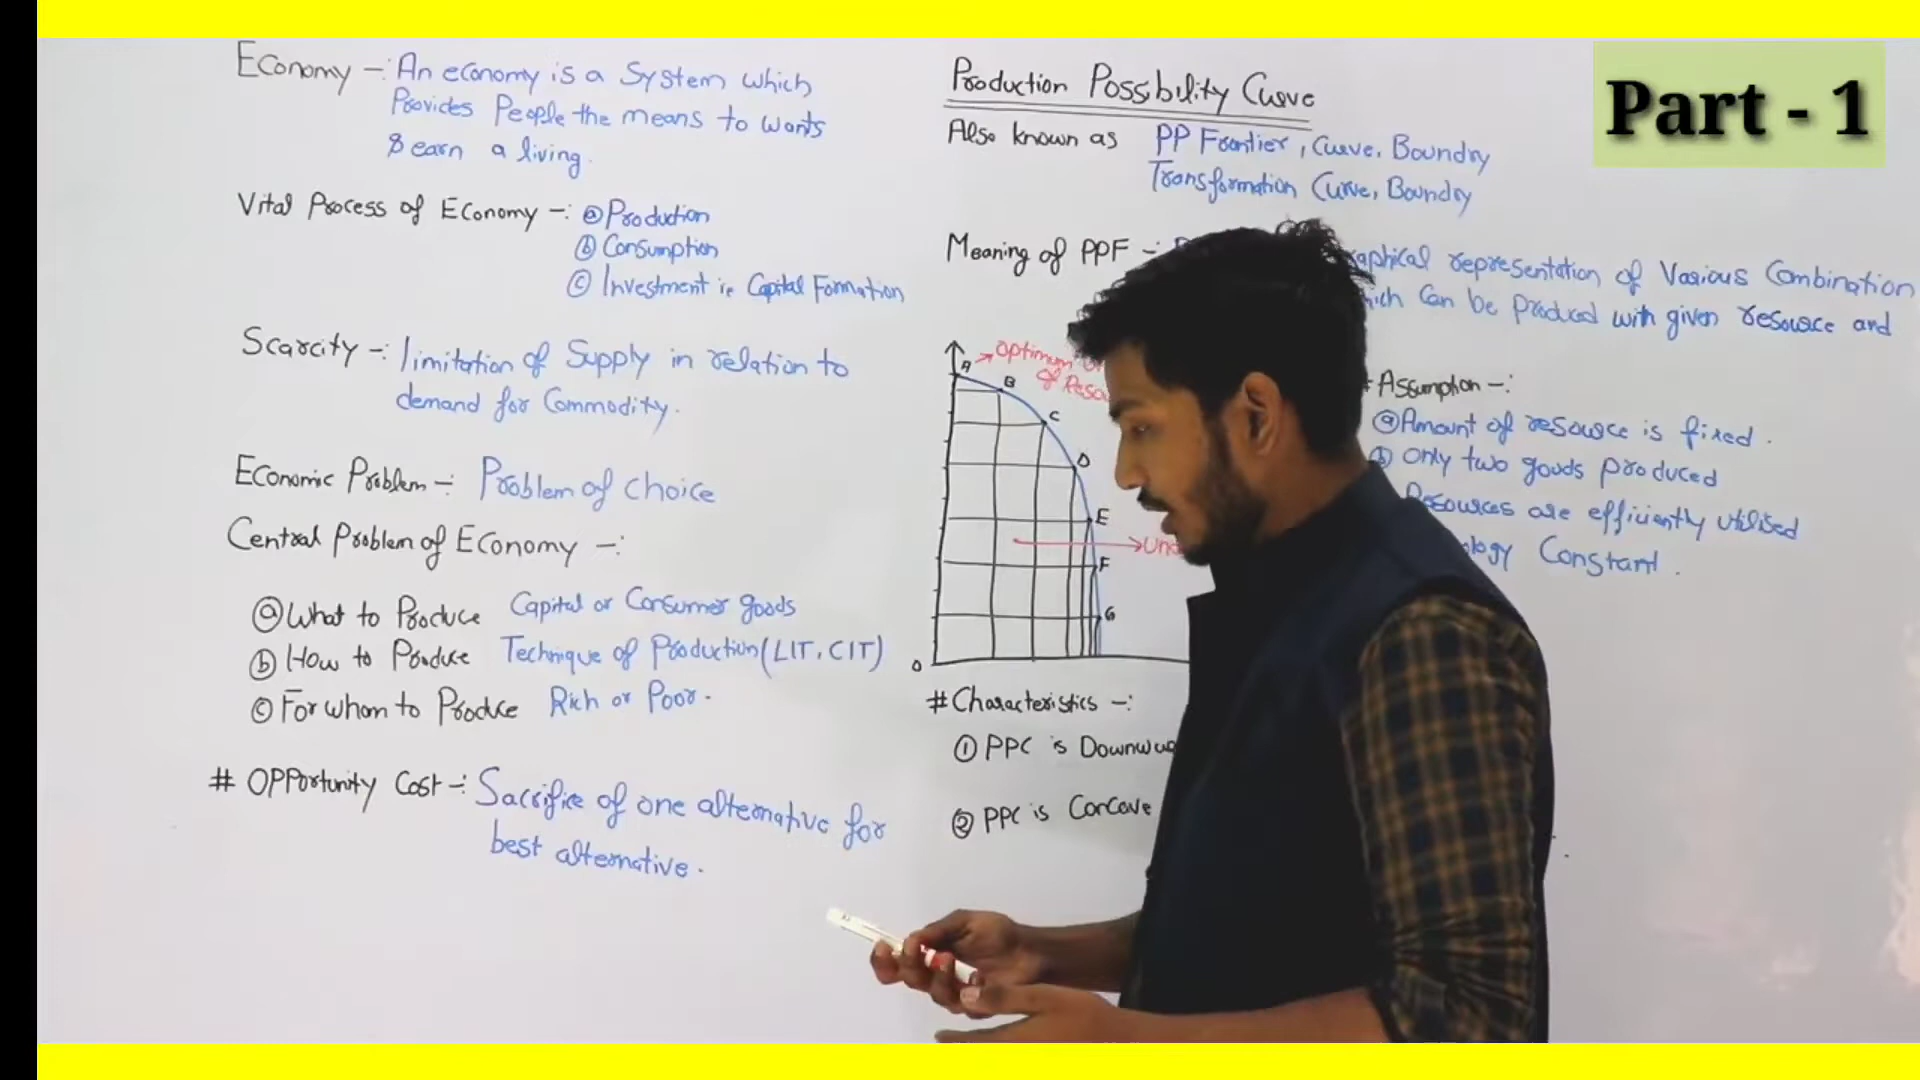 Economy -: An economy is a System which
Provides People the means to wants
& earn a living.
Vital Process of Economy -: (a) Production
(b) Consumption
(c) Investment ie Capital Formation
Scarcity -: limitation of Supply in relation to
demand for Commodity.
Economic Problem -: Problem of choice
Central Problem of Economy -:
(a) What to Produce Capital or Consumer goods
(b) How to Produce Technique of Production (LIT, CIT)
(c) For whom to Produce Rich or Poor.
# Opportunity Cost -: Sacrifice of one alternative for
best alternative.
Production Possbility Curve
Also known as PP Frontier, Curve, Boundry
Transformation Curve, Boundry
Meaning of PPF -: representation of Various Combination
Can be Produced with given resource and
A Optimum
of
B
C
D
E
F
G
O
Assumption -:
(a) Amount of resource is fixed.
(b) Only two goods produced
Resources are efficiently utilised
Constant.
# Characteristics -:
(1) PPC is
(2) PPC is Concave
Part - 1